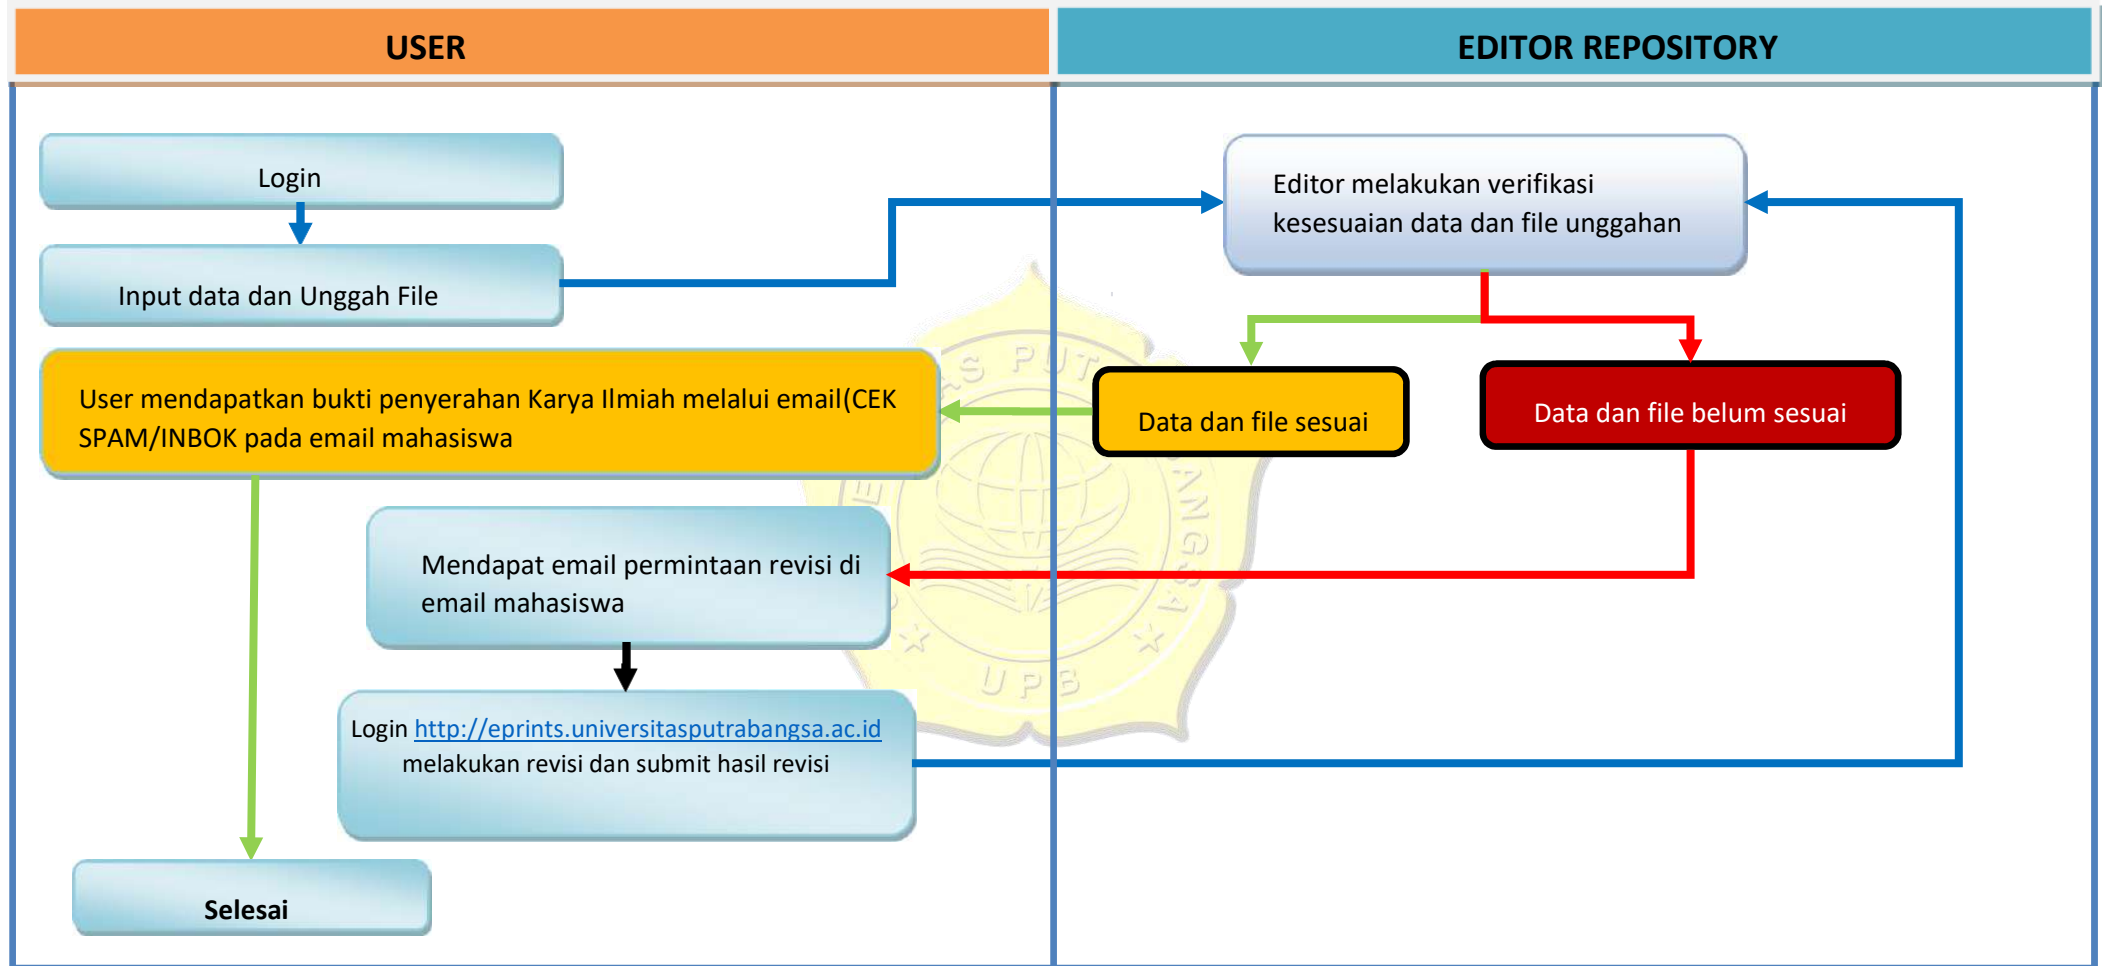 USER
EDITOR REPOSITORY
Login
Input data dan Unggah File
Editor melakukan verifikasi
kesesuaian data dan file unggahan
User mendapatkan bukti penyerahan Karya Ilmiah melalui email(CEK
SPAM/INBOK pada email mahasiswa
Data dan file sesuai
Data dan file belum sesuai
Mendapat email permintaan revisi di
email mahasiswa
Login http://eprints.universitasputrabangsa.ac.id
melakukan revisi dan submit hasil revisi
Selesai
UPB